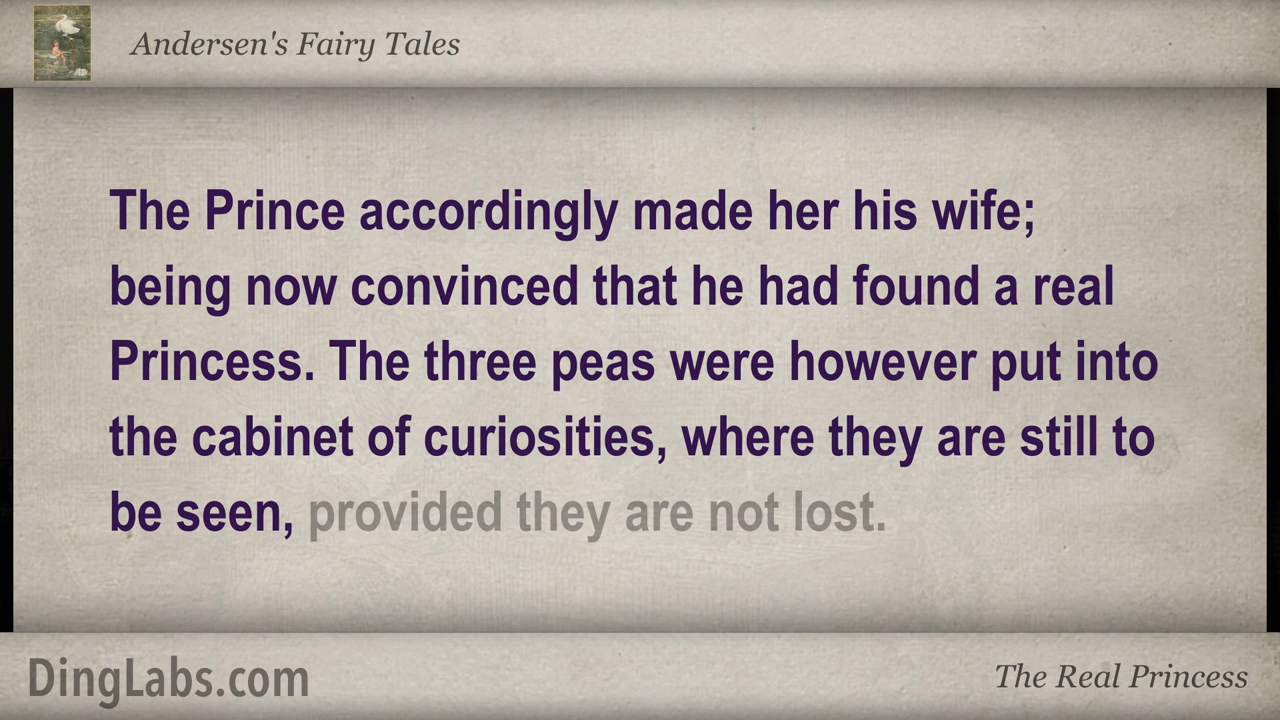 Andersen's Fairy Tales
The Prince accordingly made her his wife;
being now convinced that he had found a real
Princess. The three peas were however put into
the cabinet of curiosities, where they are still to
be seen, provided they are not lost.
DingLabs.com
The Real Princess